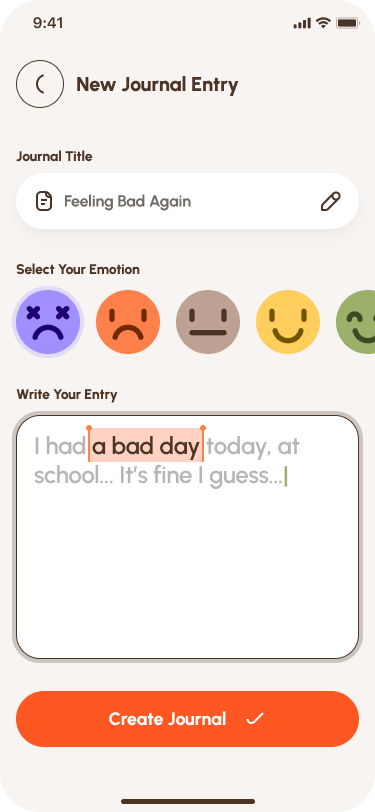 9:41
New Journal Entry
Journal Title
Feeling Bad Again
Select Your Emotion
Write Your Entry
I had a bad day today, at
school... It’s fine I guess...
Create Journal